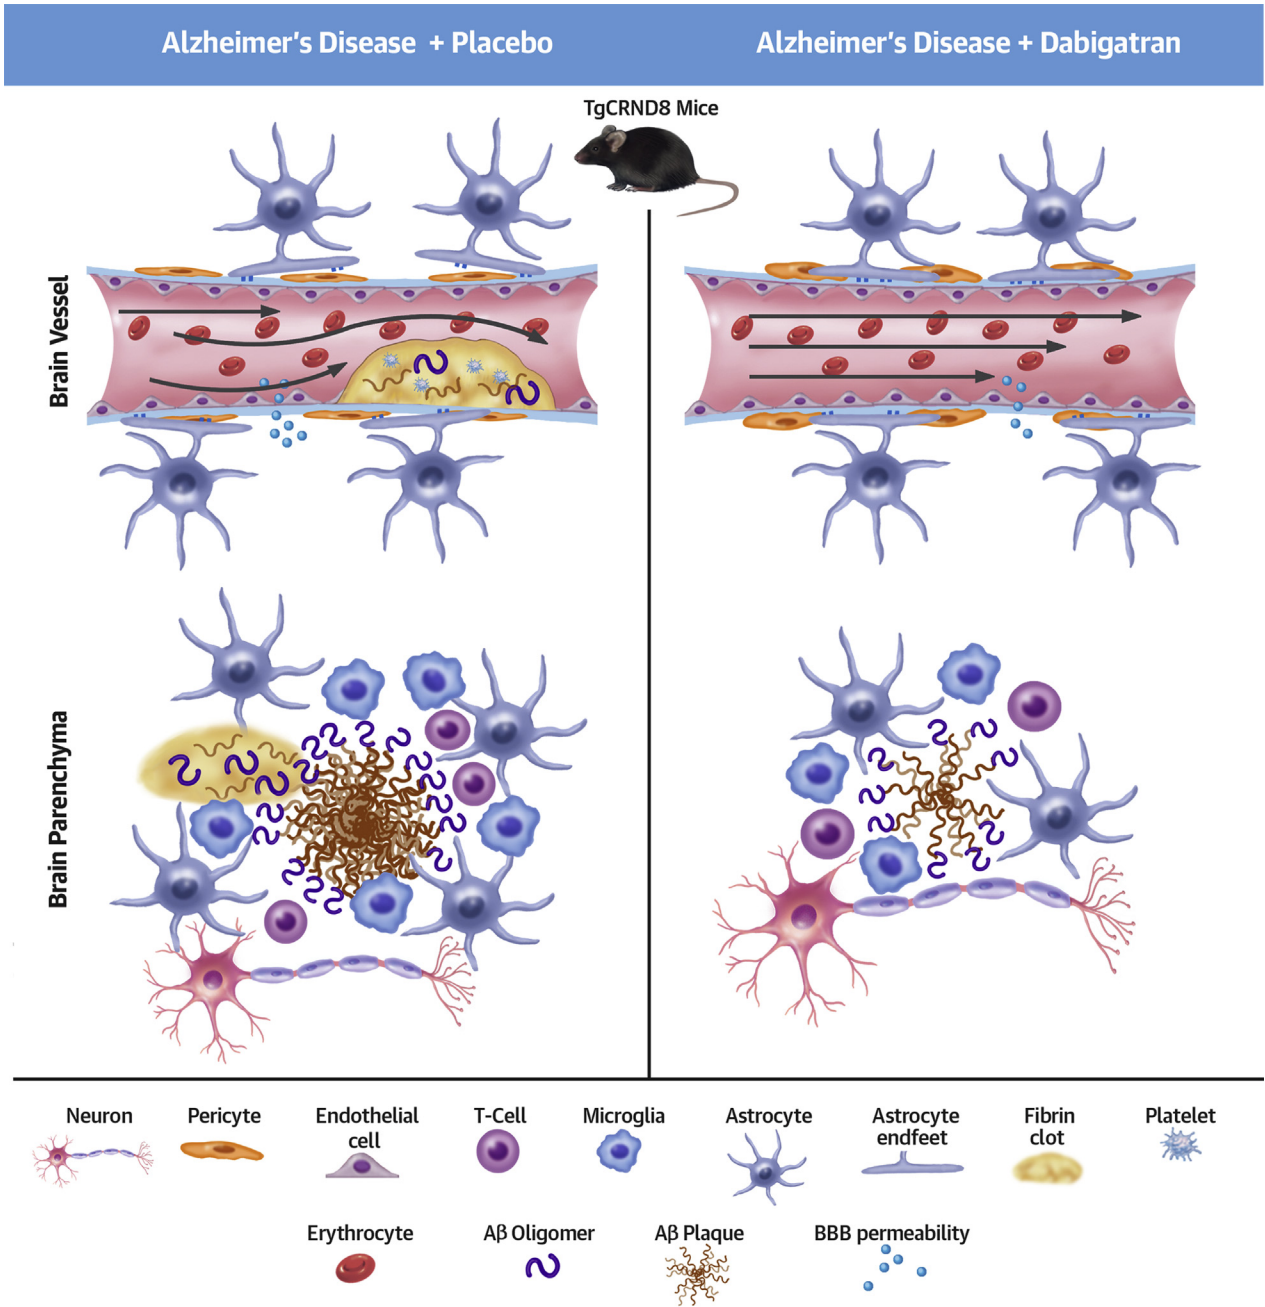 Alzheimer's Disease + Placebo
Alzheimer's Disease + Dabigatran
TgCRND8 Mice
Brain Vessel
Brain Parenchyma
Neuron
Pericyte
Endothelial
cell
T-Cell
Microglia
Astrocyte
Astrocyte
endfeet
Fibrin
clot
Platelet
Erythrocyte
Aβ Oligomer
Aβ Plaque
BBB permeability